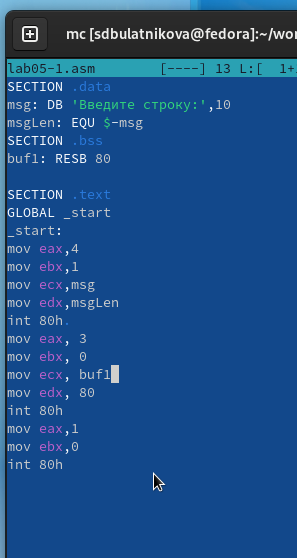 mc [sdbulatnikova@fedora]:~/wor
lab05-1.asm [----] 13 L:[ 1+
SECTION .data
msg: DB 'Введите строку:',10
msgLen: EQU $-msg
SECTION .bss
buf1: RESB 80
SECTION .text
GLOBAL _start
_start:
mov eax,4
mov ebx,1
mov ecx,msg
mov edx,msgLen
int 80h
mov eax, 3
mov ebx, 0
mov ecx, buf1
mov edx, 80
int 80h
mov eax,1
mov ebx,0
int 80h